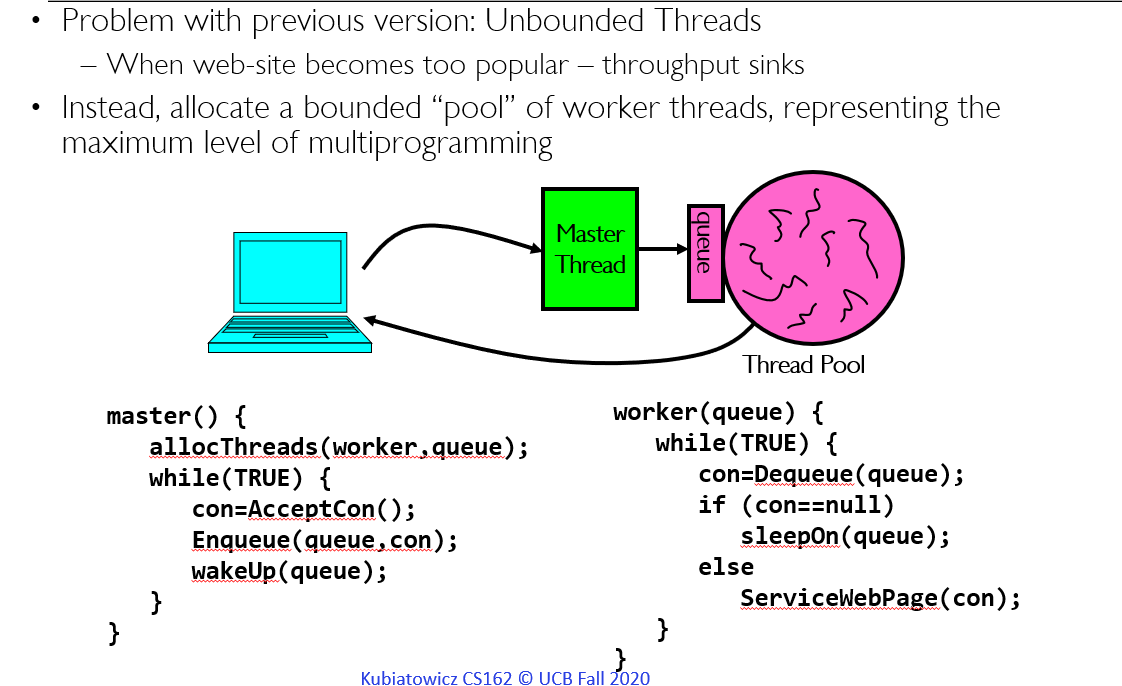 • Problem with previous version: Unbounded Threads
– When web-site becomes too popular – throughput sinks
• Instead, allocate a bounded “pool” of worker threads, representing the
maximum level of multiprogramming
Master
Thread
queue
Thread Pool
master() {
allocThreads(worker,queue);
while(TRUE) {
con=AcceptCon();
Enqueue(queue,con);
wakeUp(queue);
}
}
worker(queue) {
while(TRUE) {
con=Dequeue(queue);
if (con==null)
sleepOn(queue);
else
ServiceWebPage(con);
}
}
Kubiatowicz CS162 © UCB Fall 2020